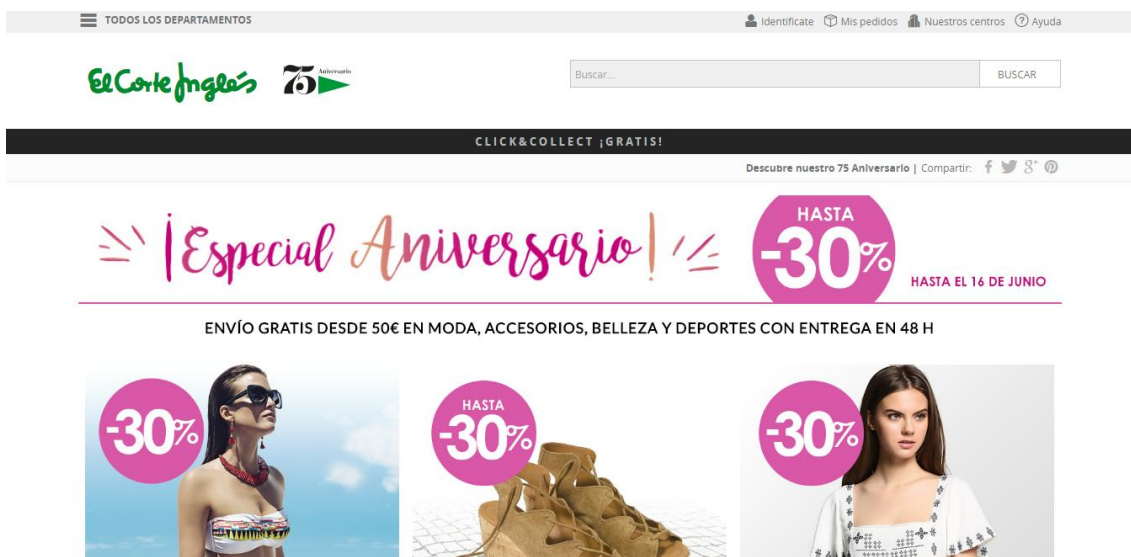 TODOS LOS DEPARTAMENTOS
Identifícate Mis pedidos Nuestros centros Ayuda
El Corte Inglés 75 Aniversario
Buscar... BUSCAR
CLICK&COLLECT ¡GRATIS!
Descubre nuestro 75 Aniversario | Compartir:
¡Especial Aniversario!
HASTA
-30%
HASTA EL 16 DE JUNIO
ENVÍO GRATIS DESDE 50€ EN MODA, ACCESORIOS, BELLEZA Y DEPORTES CON ENTREGA EN 48 H
-30%
HASTA
-30%
-30%